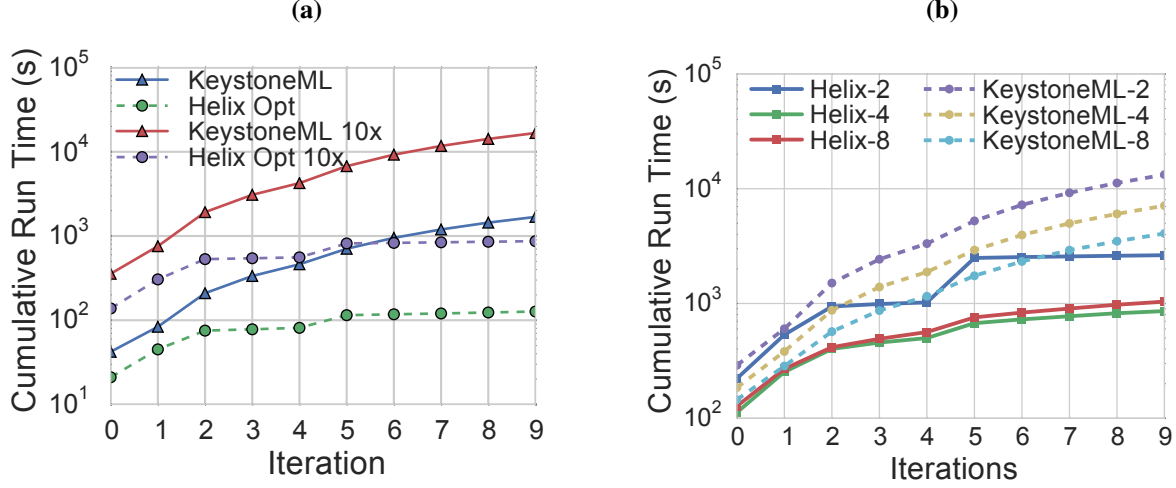 (a)
Cumulative Run Time (s)
10^5
10^4
10^3
10^2
10^1
KeystoneML
Helix Opt
KeystoneML 10x
Helix Opt 10x
0 1 2 3 4 5 6 7 8 9
Iteration
(b)
Cumulative Run Time (s)
10^5
10^4
10^3
10^2
Helix-2 KeystoneML-2
Helix-4 KeystoneML-4
Helix-8 KeystoneML-8
0 1 2 3 4 5 6 7 8 9
Iterations